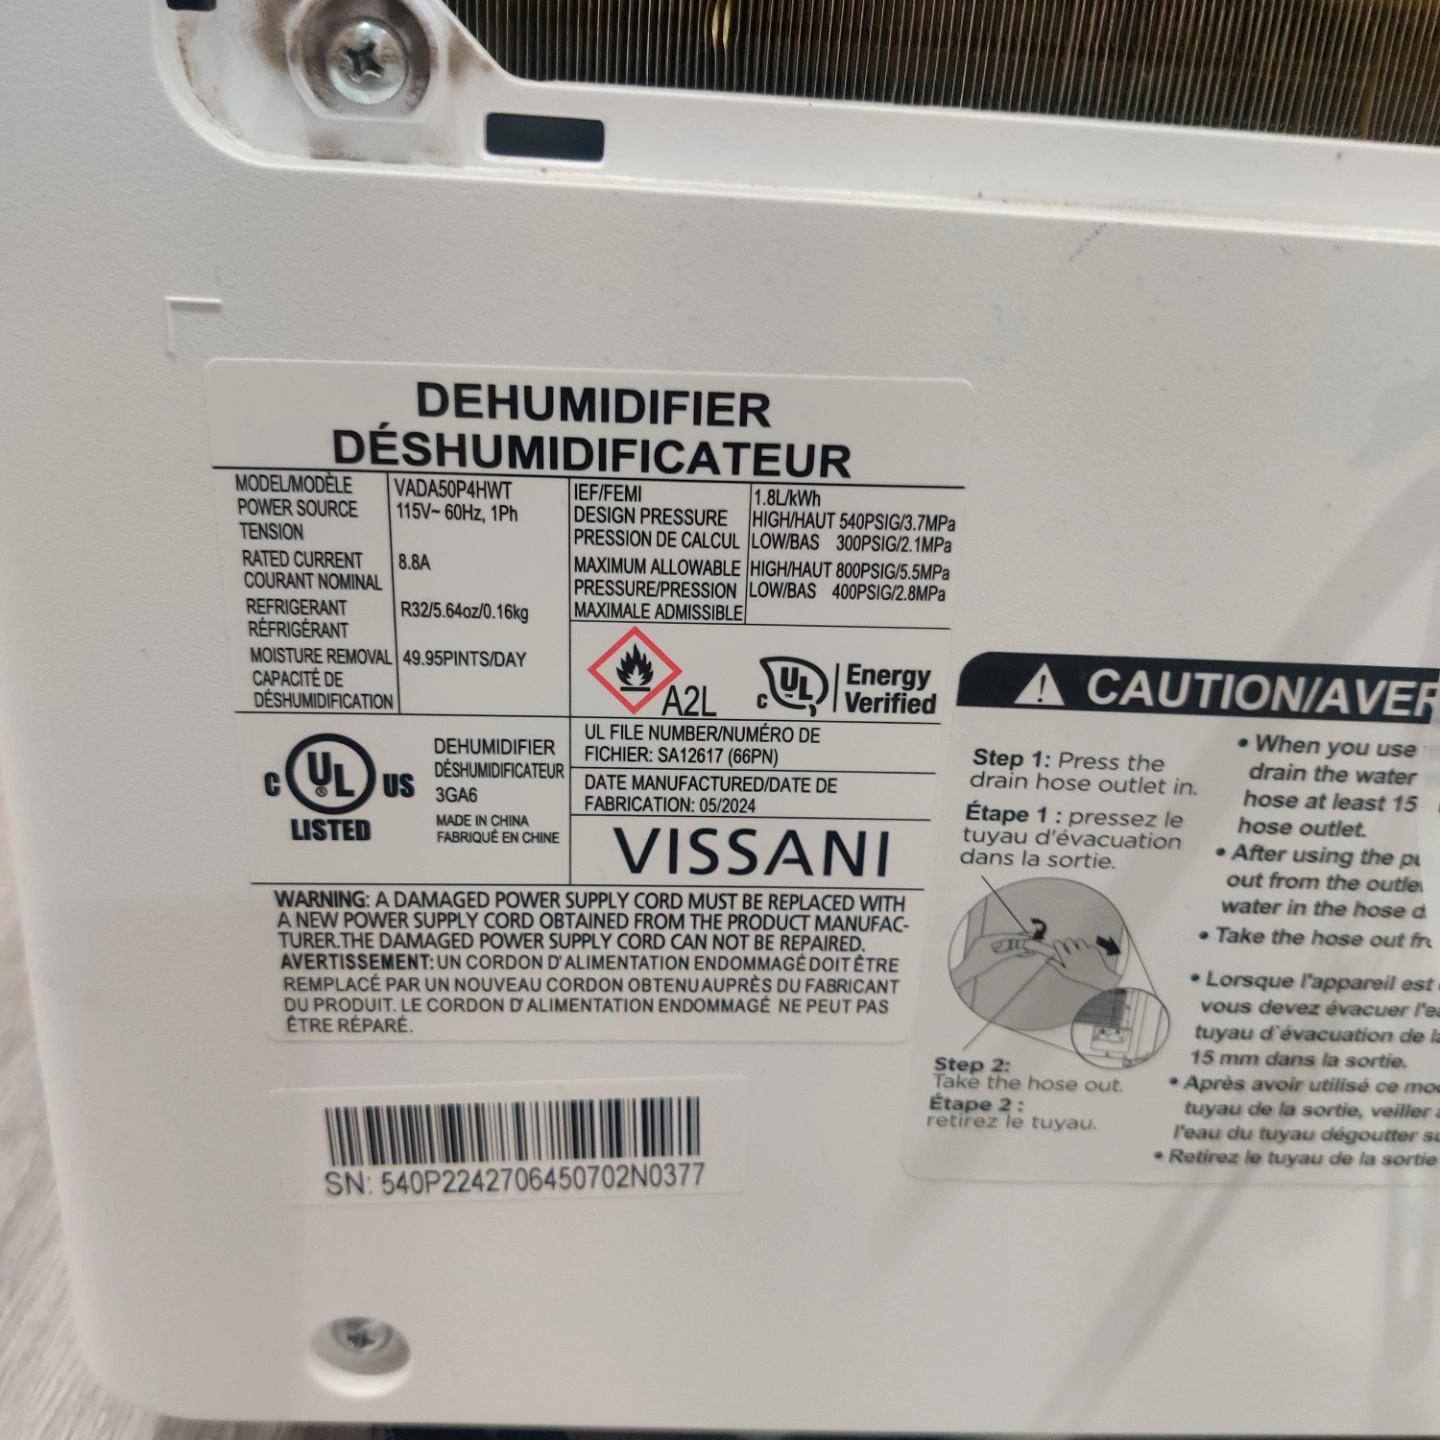 DEHUMIDIFIER
DÉSHUMIDIFICATEUR
MODEL/MODÈLE VADA50P4HWT
POWER SOURCE 115V~ 60Hz, 1Ph
TENSION
RATED CURRENT 8.8A
COURANT NOMINAL
REFRIGERANT R32/5.64oz/0.16kg
RÉFRIGÉRANT
MOISTURE REMOVAL 49.95PINTS/DAY
CAPACITÉ DE
DÉSHUMIDIFICATION
IEF/FEMI 1.8L/kWh
DESIGN PRESSURE HIGH/HAUT 540PSIG/3.7MPa
PRESSION DE CALCUL LOW/BAS 300PSIG/2.1MPa
MAXIMUM ALLOWABLE HIGH/HAUT 800PSIG/5.5MPa
PRESSURE/PRESSION LOW/BAS 400PSIG/2.8MPa
MAXIMALE ADMISSIBLE
A2L
C UL Energy
Verified
C UL ® US
LISTED
DEHUMIDIFIER
DÉSHUMIDIFICATEUR
3GA6
MADE IN CHINA
FABRIQUÉ EN CHINE
UL FILE NUMBER/NUMÉRO DE
FICHIER: SA12617 (66PN)
DATE MANUFACTURED/DATE DE
FABRICATION: 05/2024
VISSANI
WARNING: A DAMAGED POWER SUPPLY CORD MUST BE REPLACED WITH
A NEW POWER SUPPLY CORD OBTAINED FROM THE PRODUCT MANUFAC-
TURER.THE DAMAGED POWER SUPPLY CORD CAN NOT BE REPAIRED.
AVERTISSEMENT: UN CORDON D'ALIMENTATION ENDOMMAGÉ DOIT ÊTRE
REMPLACÉ PAR UN NOUVEAU CORDON OBTENU AUPRÈS DU FABRICANT
DU PRODUIT. LE CORDON D'ALIMENTATION ENDOMMAGÉ NE PEUT PAS
ÊTRE RÉPARÉ.
SN: 540P2242706450702N0377
CAUTION/AVER
Step 1: Press the
drain hose outlet in.
Étape 1 : pressez le
tuyau d'évacuation
dans la sortie.
Step 2:
Take the hose out.
Étape 2 :
retirez le tuyau.
• When you use
drain the water
hose at least 15
hose outlet.
• After using the
out from the
water in the hose
• Take the hose out
• Lorsque l'appareil est
vous devez évacuer
tuyau d'évacuation de
15 mm dans la sortie.
• Après avoir utilisé ce
tuyau de la sortie, veiller
l'eau du tuyau dégoutter
• Retirez le tuyau de la sortie